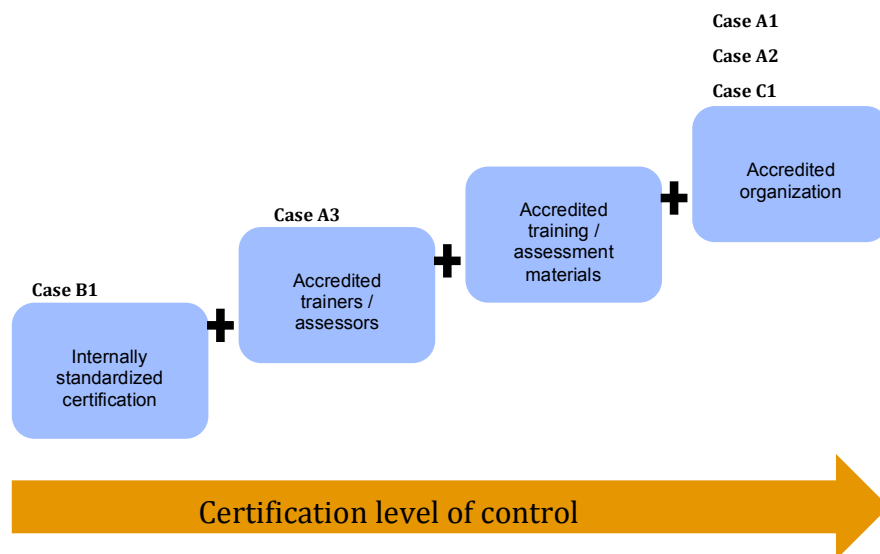 Case A1
Case A2
Case C1
Accredited
organization
Accredited
training /
assessment
materials
Case A3
Accredited
trainers /
assessors
Case B1
Internally
standardized
certification
Certification level of control